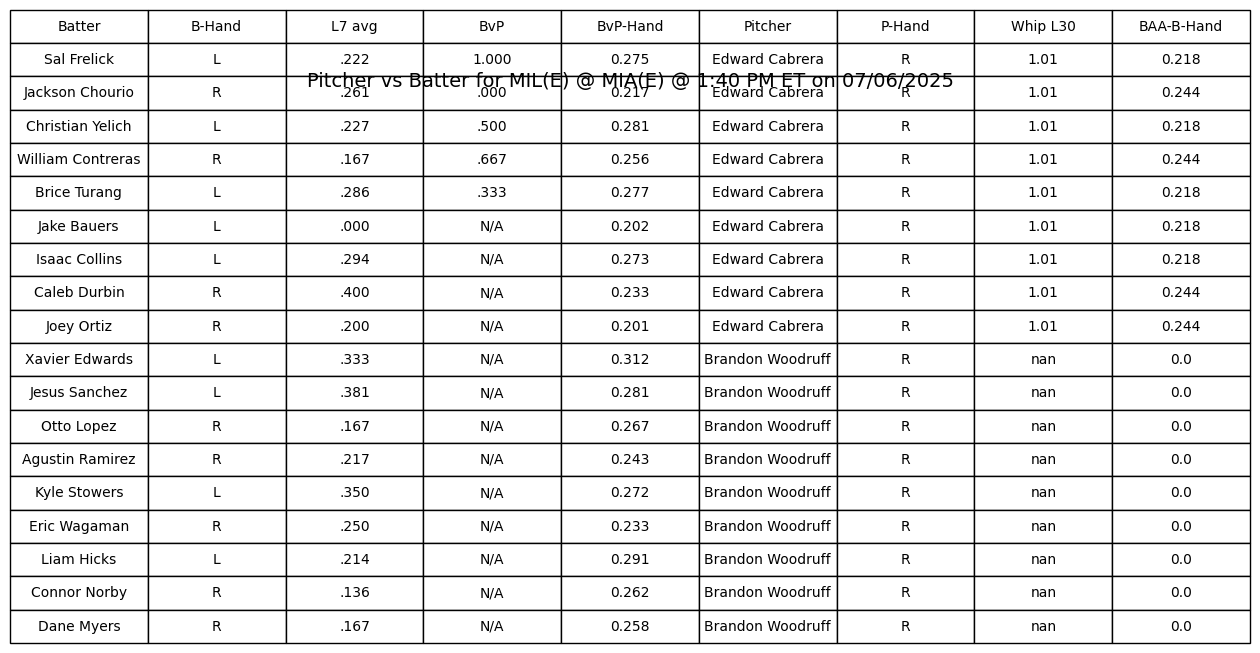 Batter B-Hand L7 avg BvP BvP-Hand Pitcher P-Hand Whip L30 BAA-B-Hand
Sal Frelick L .222 1.000 0.275 Edward Cabrera R 1.01 0.218
Pitcher vs Batter for MIL(E) @ MIA(E) @ 1:40 PM ET on 07/06/2025
Jackson Chourio R .261 .000 0.217 Edward Cabrera R 1.01 0.244
Christian Yelich L .227 .500 0.281 Edward Cabrera R 1.01 0.218
William Contreras R .167 .667 0.256 Edward Cabrera R 1.01 0.244
Brice Turang L .286 .333 0.277 Edward Cabrera R 1.01 0.218
Jake Bauers L .000 N/A 0.202 Edward Cabrera R 1.01 0.218
Isaac Collins L .294 N/A 0.273 Edward Cabrera R 1.01 0.218
Caleb Durbin R .400 N/A 0.233 Edward Cabrera R 1.01 0.244
Joey Ortiz R .200 N/A 0.201 Edward Cabrera R 1.01 0.244
Xavier Edwards L .333 N/A 0.312 Brandon Woodruff R nan 0.0
Jesus Sanchez L .381 N/A 0.281 Brandon Woodruff R nan 0.0
Otto Lopez R .167 N/A 0.267 Brandon Woodruff R nan 0.0
Agustin Ramirez R .217 N/A 0.243 Brandon Woodruff R nan 0.0
Kyle Stowers L .350 N/A 0.272 Brandon Woodruff R nan 0.0
Eric Wagaman R .250 N/A 0.233 Brandon Woodruff R nan 0.0
Liam Hicks L .214 N/A 0.291 Brandon Woodruff R nan 0.0
Connor Norby R .136 N/A 0.262 Brandon Woodruff R nan 0.0
Dane Myers R .167 N/A 0.258 Brandon Woodruff R nan 0.0